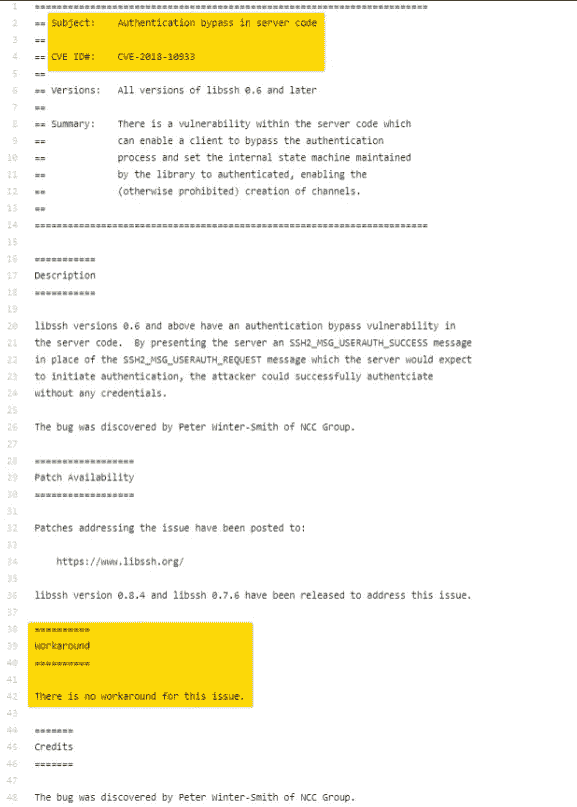 1 ========================================================================
2 == Subject: Authentication bypass in server code
3 ==
4 == CVE ID#: CVE-2018-10933
5 ==
6 == Versions: All versions of libssh 0.6 and later
7 ==
8 == Summary: There is a vulnerability within the server code which
9 == can enable a client to bypass the authentication
10 == process and set the internal state machine maintained
11 == by the library to authenticated, enabling the
12 == (otherwise prohibited) creation of channels.
13 ==
14 ========================================================================
15
16 ===========
17 Description
18 ===========
19
20 libssh versions 0.6 and above have an authentication bypass vulnerability in
21 the server code. By presenting the server an SSH2_MSG_USERAUTH_SUCCESS message
22 in place of the SSH2_MSG_USERAUTH_REQUEST message which the server would expect
23 to initiate authentication, the attacker could successfully authentciate
24 without any credentials.
25
26 The bug was discovered by Peter Winter-Smith of NCC Group.
27
28 ==================
29 Patch Availability
30 ==================
31
32 Patches addressing the issue have been posted to:
33
34 https://www.libssh.org/
35
36 libssh version 0.8.4 and libssh 0.7.6 have been released to address this issue.
37
38 ==========
39 Workaround
40 ==========
41
42 There is no workaround for this issue.
43
44 =======
45 Credits
46 =======
47
48 The bug was discovered by Peter Winter-Smith of NCC Group.